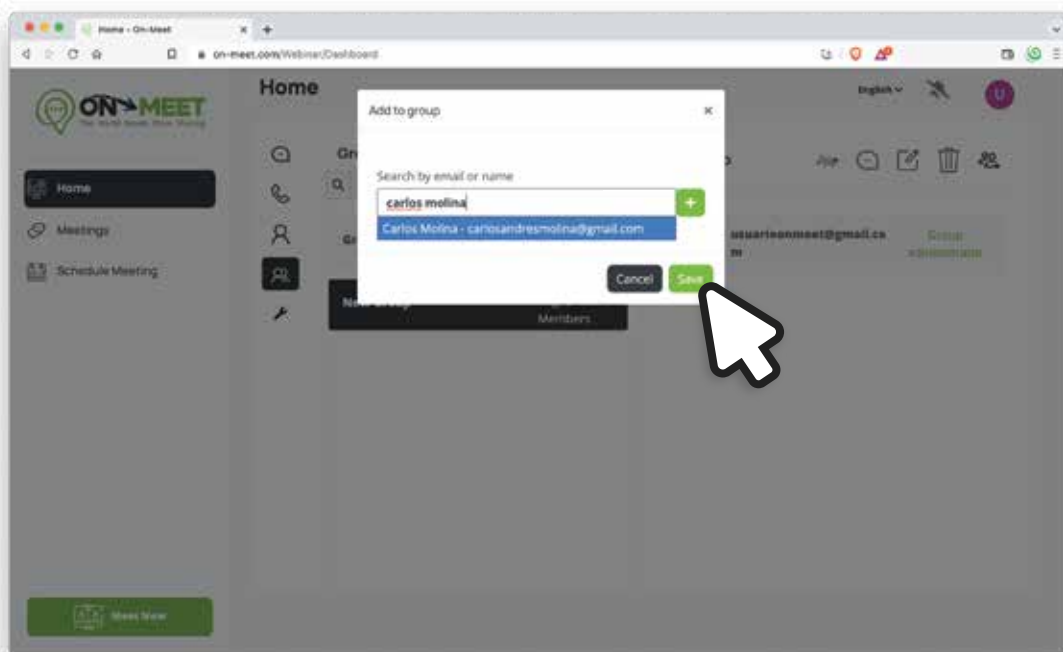 Home - On-Meet
on-meet.com/Webinar/Dashboard
ON MEET
Home
English
U
Home
Meetings
Schedule Meeting
Meet Now
Add to group
Search by email or name
carlos molina
Carlos Molina - carlosandresmolina@gmail.com
Cancel
Save
Members
usuarioonmeet@gmail.co
m
Group
administrator